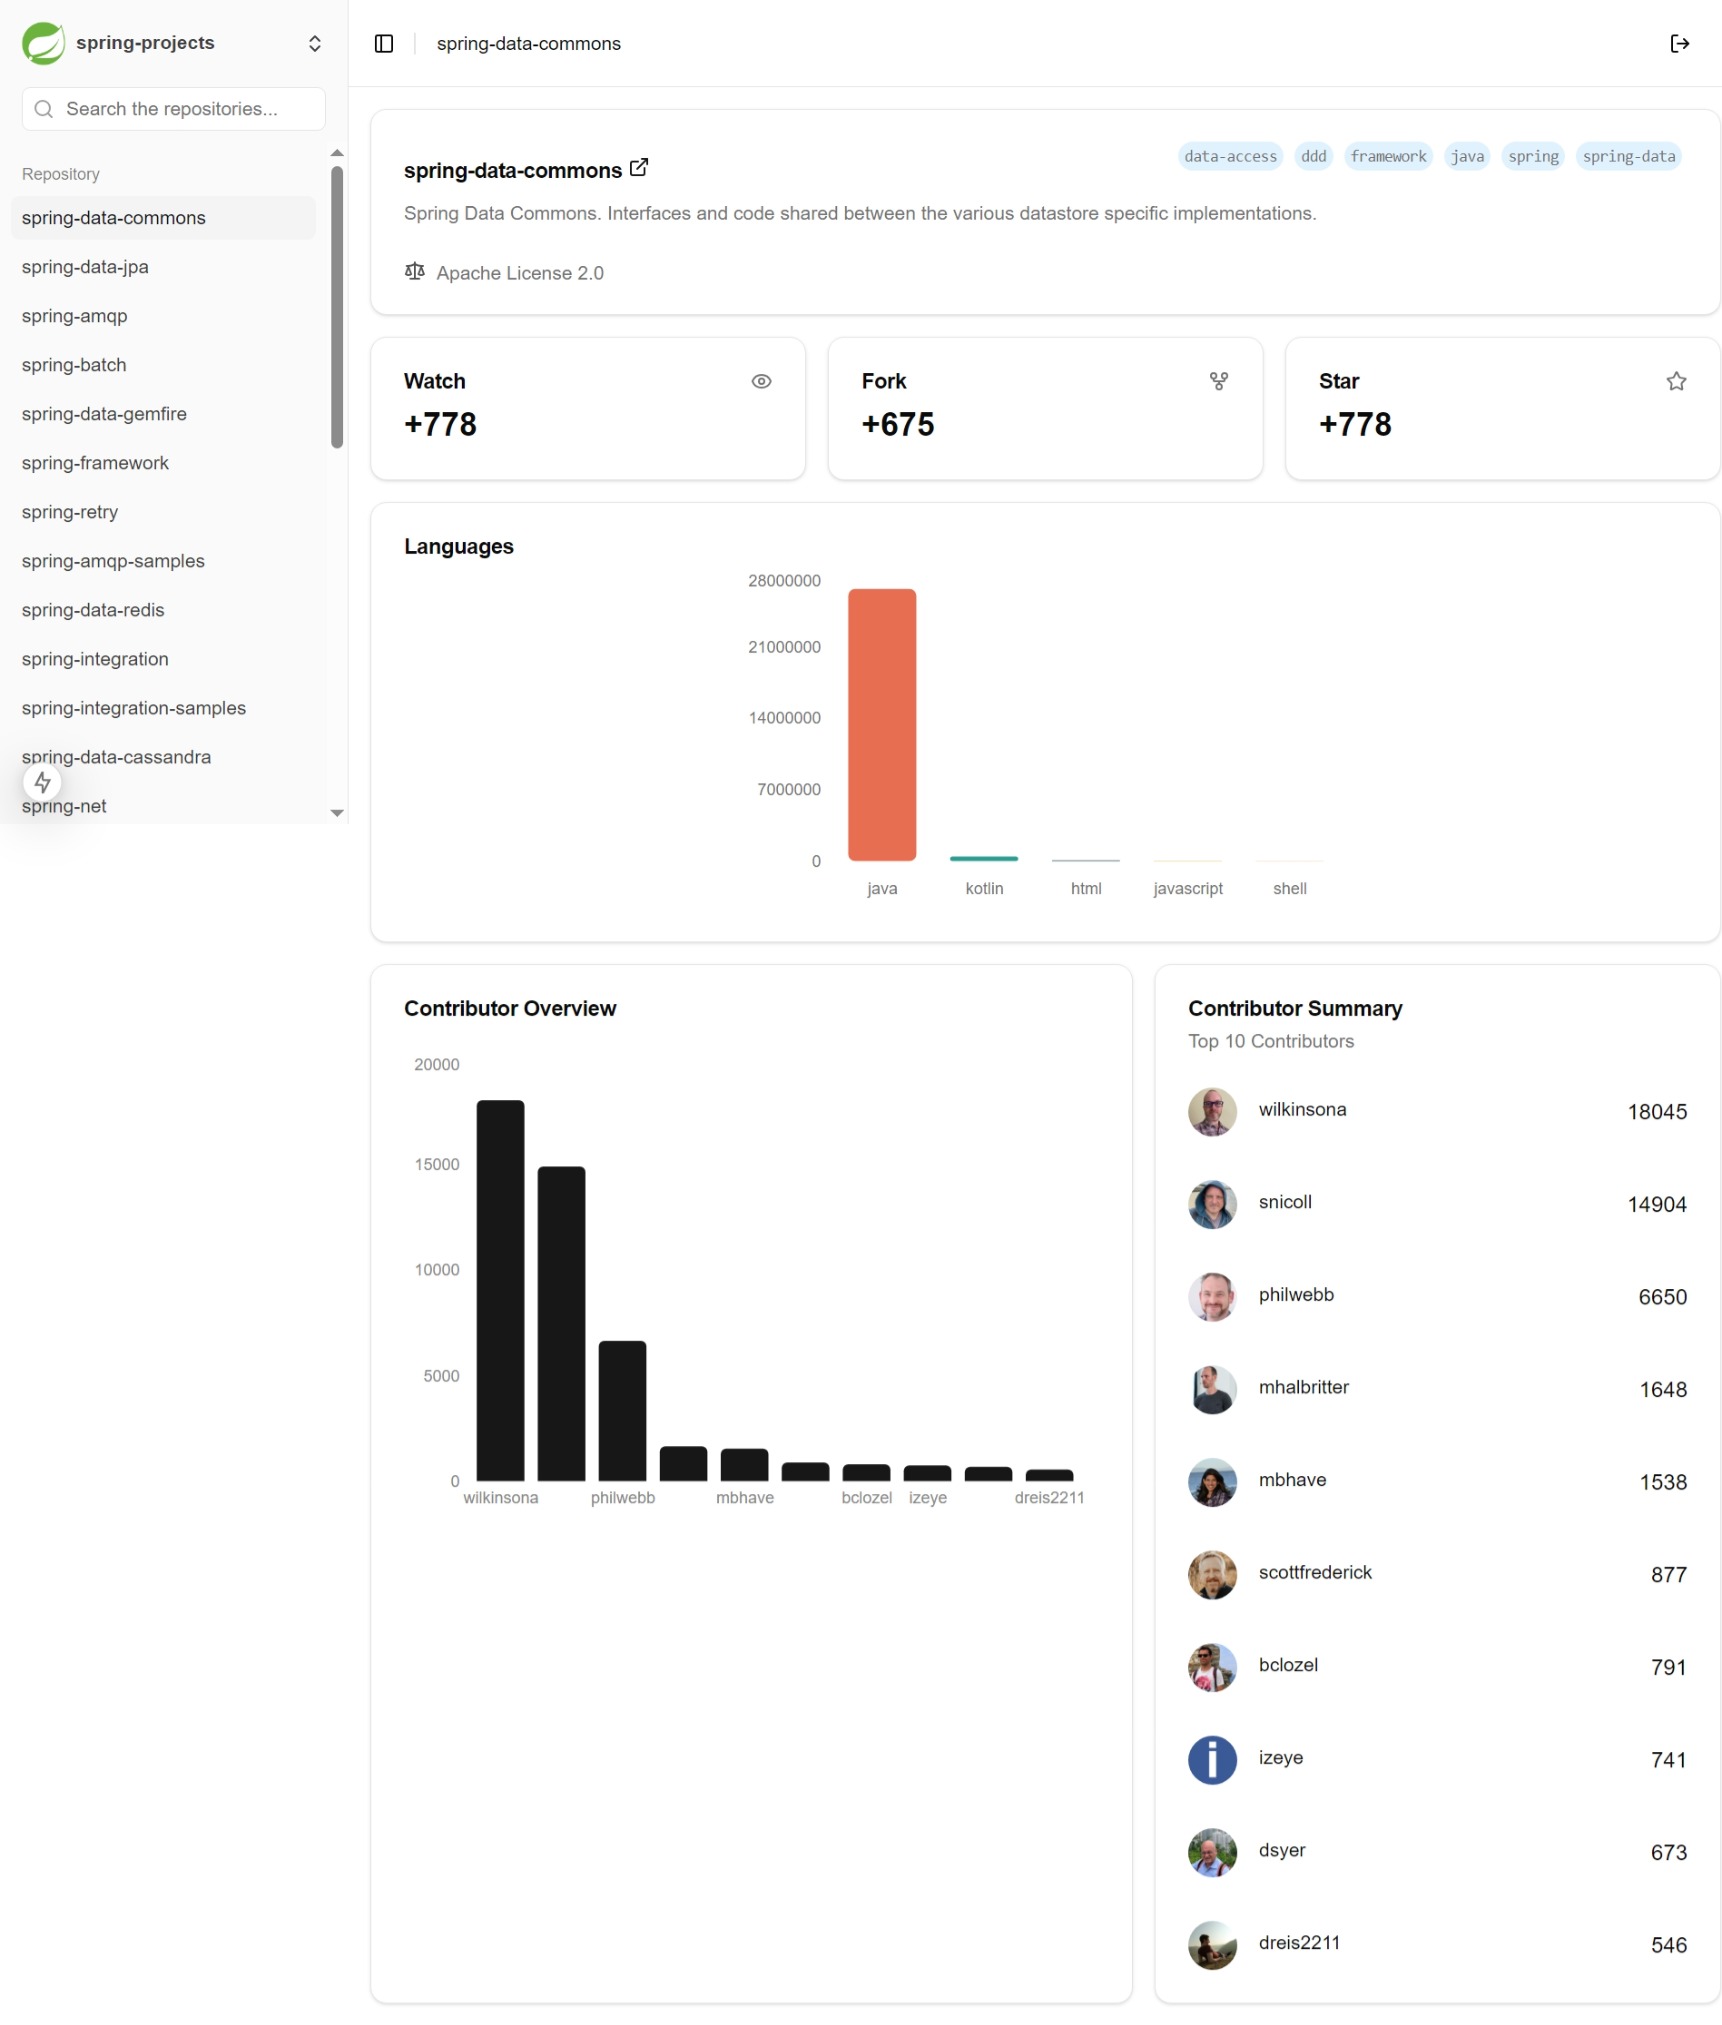 spring-projects
Search the repositories...
Repository
spring-data-commons
spring-data-jpa
spring-amqp
spring-batch
spring-data-gemfire
spring-framework
spring-retry
spring-amqp-samples
spring-data-redis
spring-integration
spring-integration-samples
spring-data-cassandra
spring-net
spring-data-commons
spring-data-commons
data-access ddd framework java spring spring-data
Spring Data Commons. Interfaces and code shared between the various datastore specific implementations.
Apache License 2.0
Watch
+778
Fork
+675
Star
+778
Languages
28000000
21000000
14000000
7000000
0
java kotlin html javascript shell
Contributor Overview
20000
15000
10000
5000
0
wilkinsona philwebb mbhave bclozel izeye dreis2211
Contributor Summary
Top 10 Contributors
wilkinsona 18045
snicoll 14904
philwebb 6650
mhalbritter 1648
mbhave 1538
scottfrederick 877
bclozel 791
izeye 741
dsyer 673
dreis2211 546